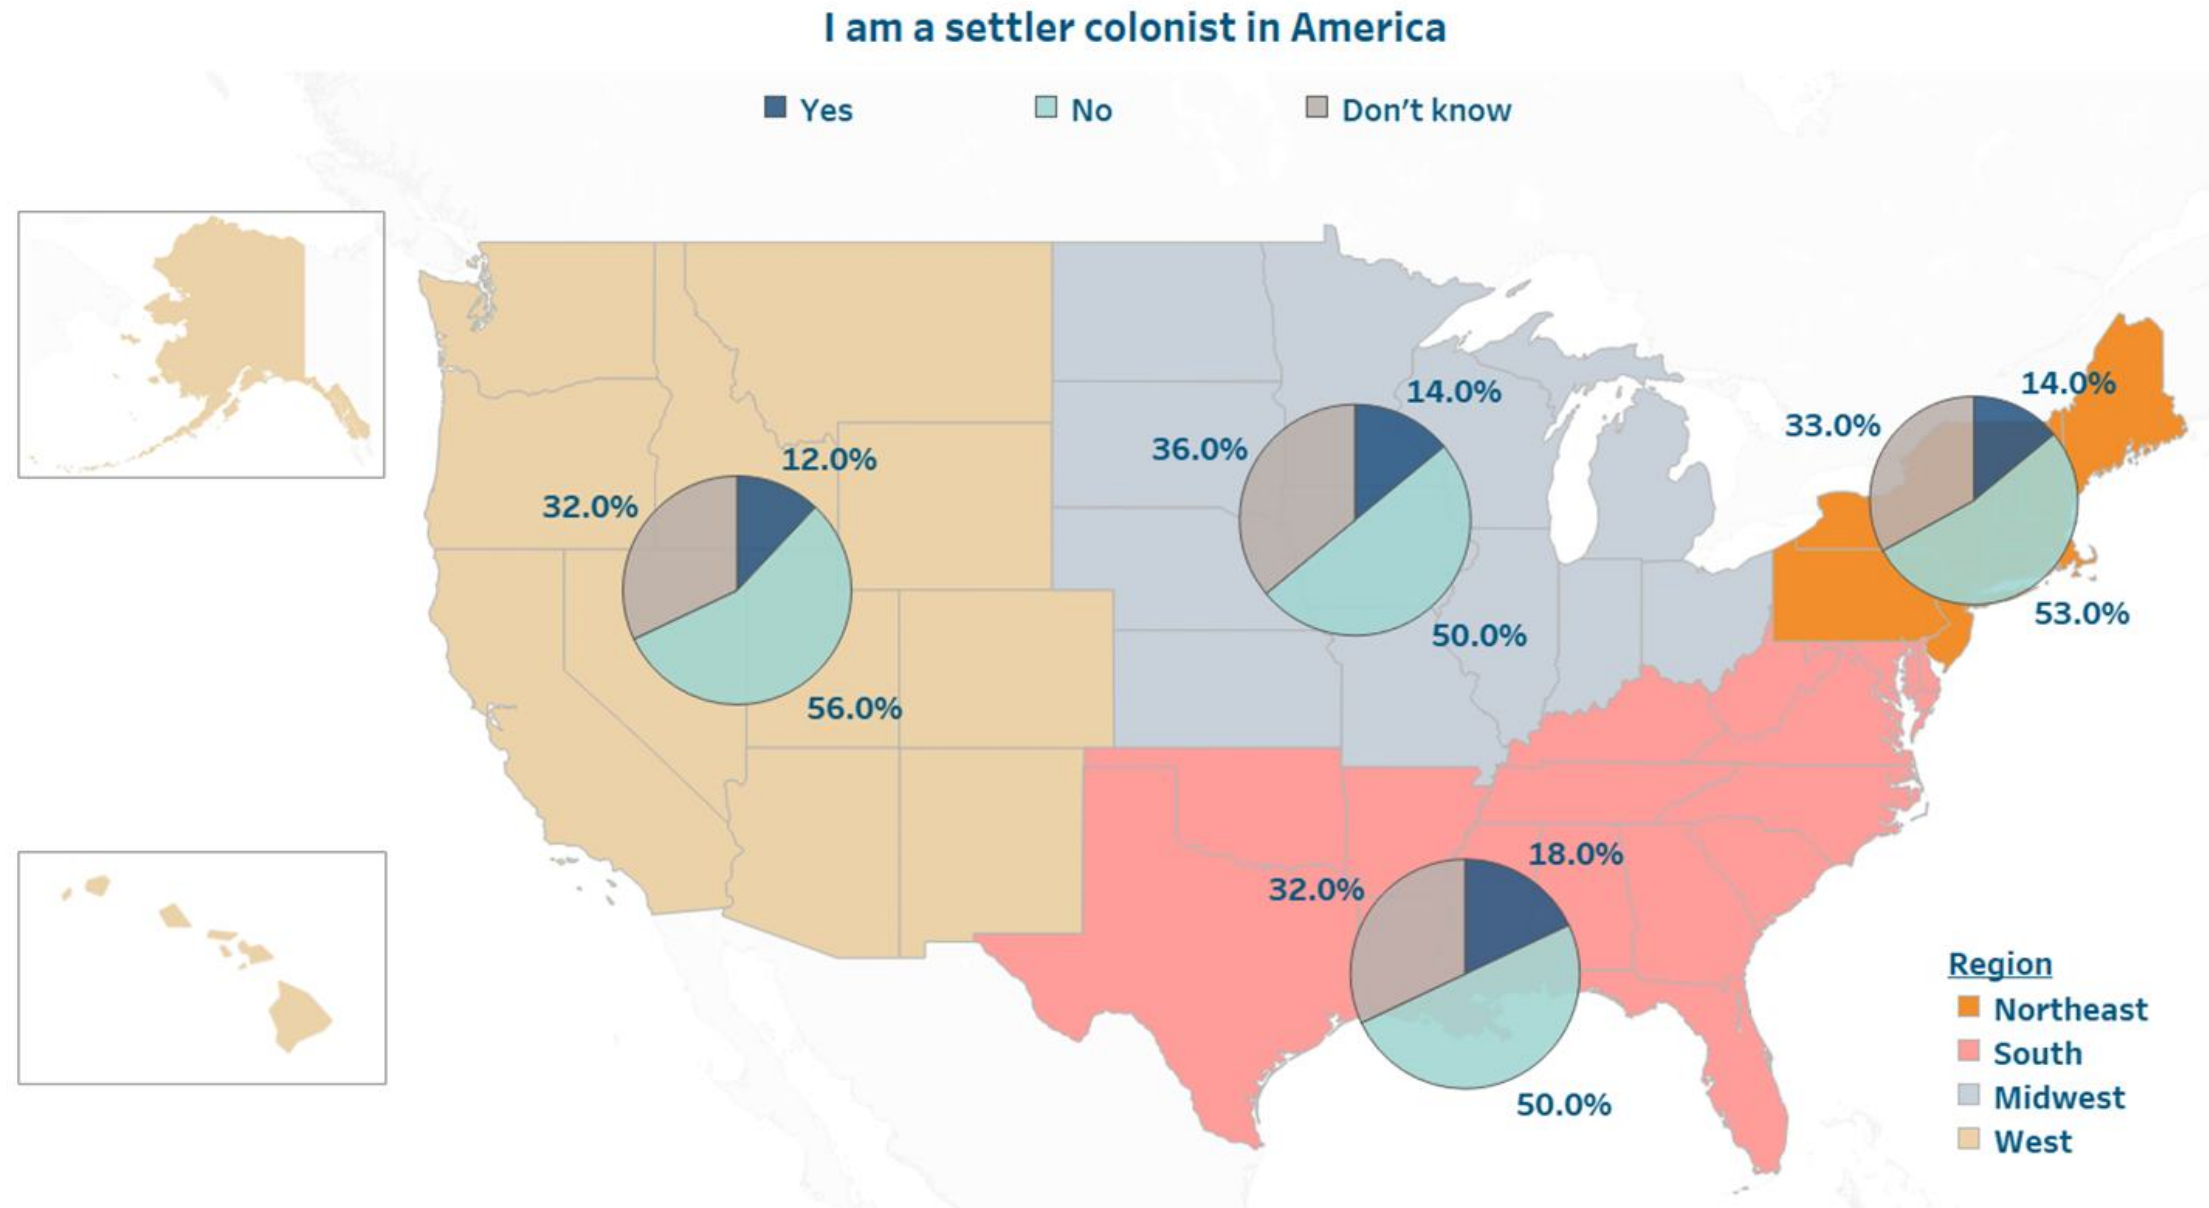 I am a settler colonist in America
Yes No Don't know
14.0%
33.0%
14.0%
36.0%
12.0%
32.0%
53.0%
50.0%
56.0%
18.0%
32.0%
50.0%
Region
Northeast
South
Midwest
West